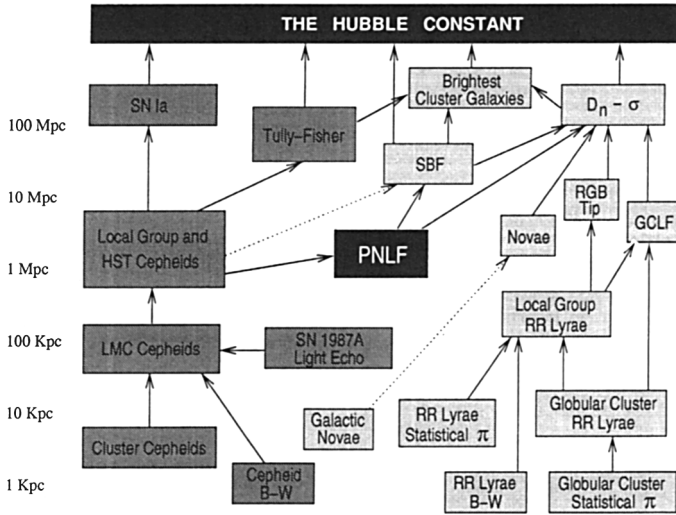 THE HUBBLE CONSTANT
SN Ia
Brightest
Cluster Galaxies
Dn – σ
100 Mpc
Tully–Fisher
SBF
10 Mpc
RGB
Tip
Local Group and
HST Cepheids
PNLF
Novae
GCLF
1 Mpc
Local Group
RR Lyrae
100 Kpc
LMC Cepheids
SN 1987A
Light Echo
10 Kpc
Cluster Cepheids
Galactic
Novae
RR Lyrae
Statistical π
Globular Cluster
RR Lyrae
1 Kpc
Cepheid
B–W
RR Lyrae
B–W
Globular Cluster
Statistical π